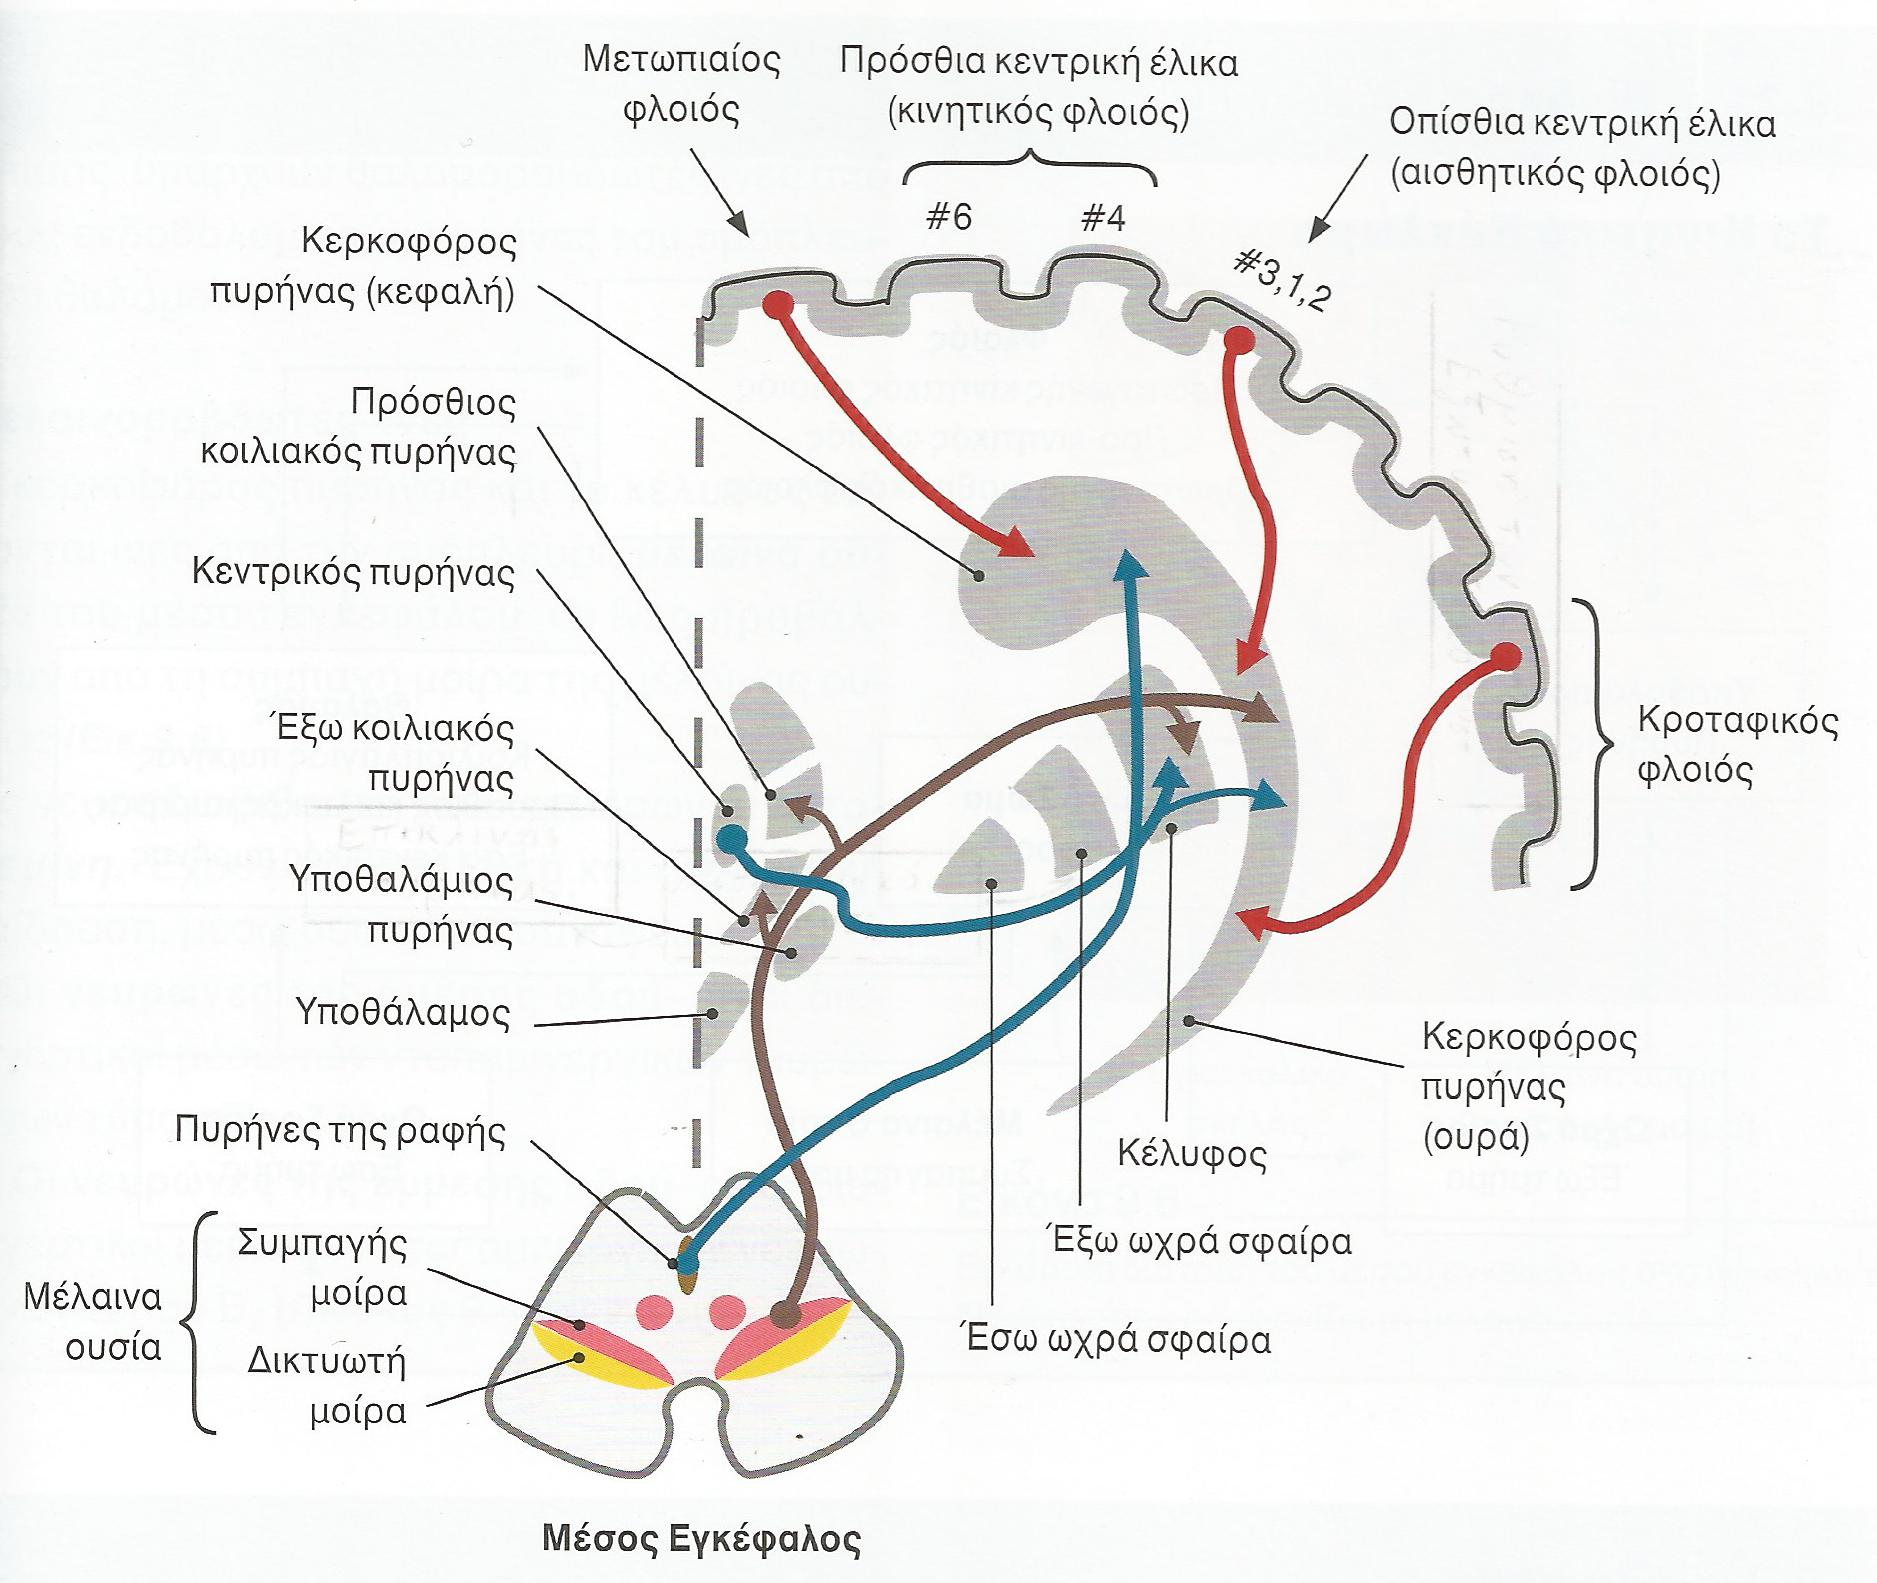 Μετωπιαίος
φλοιός
Πρόσθια κεντρική έλικα
(κινητικός φλοιός)
Οπίσθια κεντρική έλικα
(αισθητικός φλοιός)
#6
#4
#3,1,2
Κερκοφόρος
πυρήνας (κεφαλή)
Πρόσθιος
κοιλιακός πυρήνας
Κεντρικός πυρήνας
Έξω κοιλιακός
πυρήνας
Υποθαλάμιος
πυρήνας
Υποθάλαμος
Κροταφικός
φλοιός
Κερκοφόρος
πυρήνας
(ουρά)
Κέλυφος
Έξω ωχρά σφαίρα
Έσω ωχρά σφαίρα
Πυρήνες της ραφής
Συμπαγής
μοίρα
Μέλαινα
ουσία
Δικτυωτή
μοίρα
Μέσος Εγκέφαλος